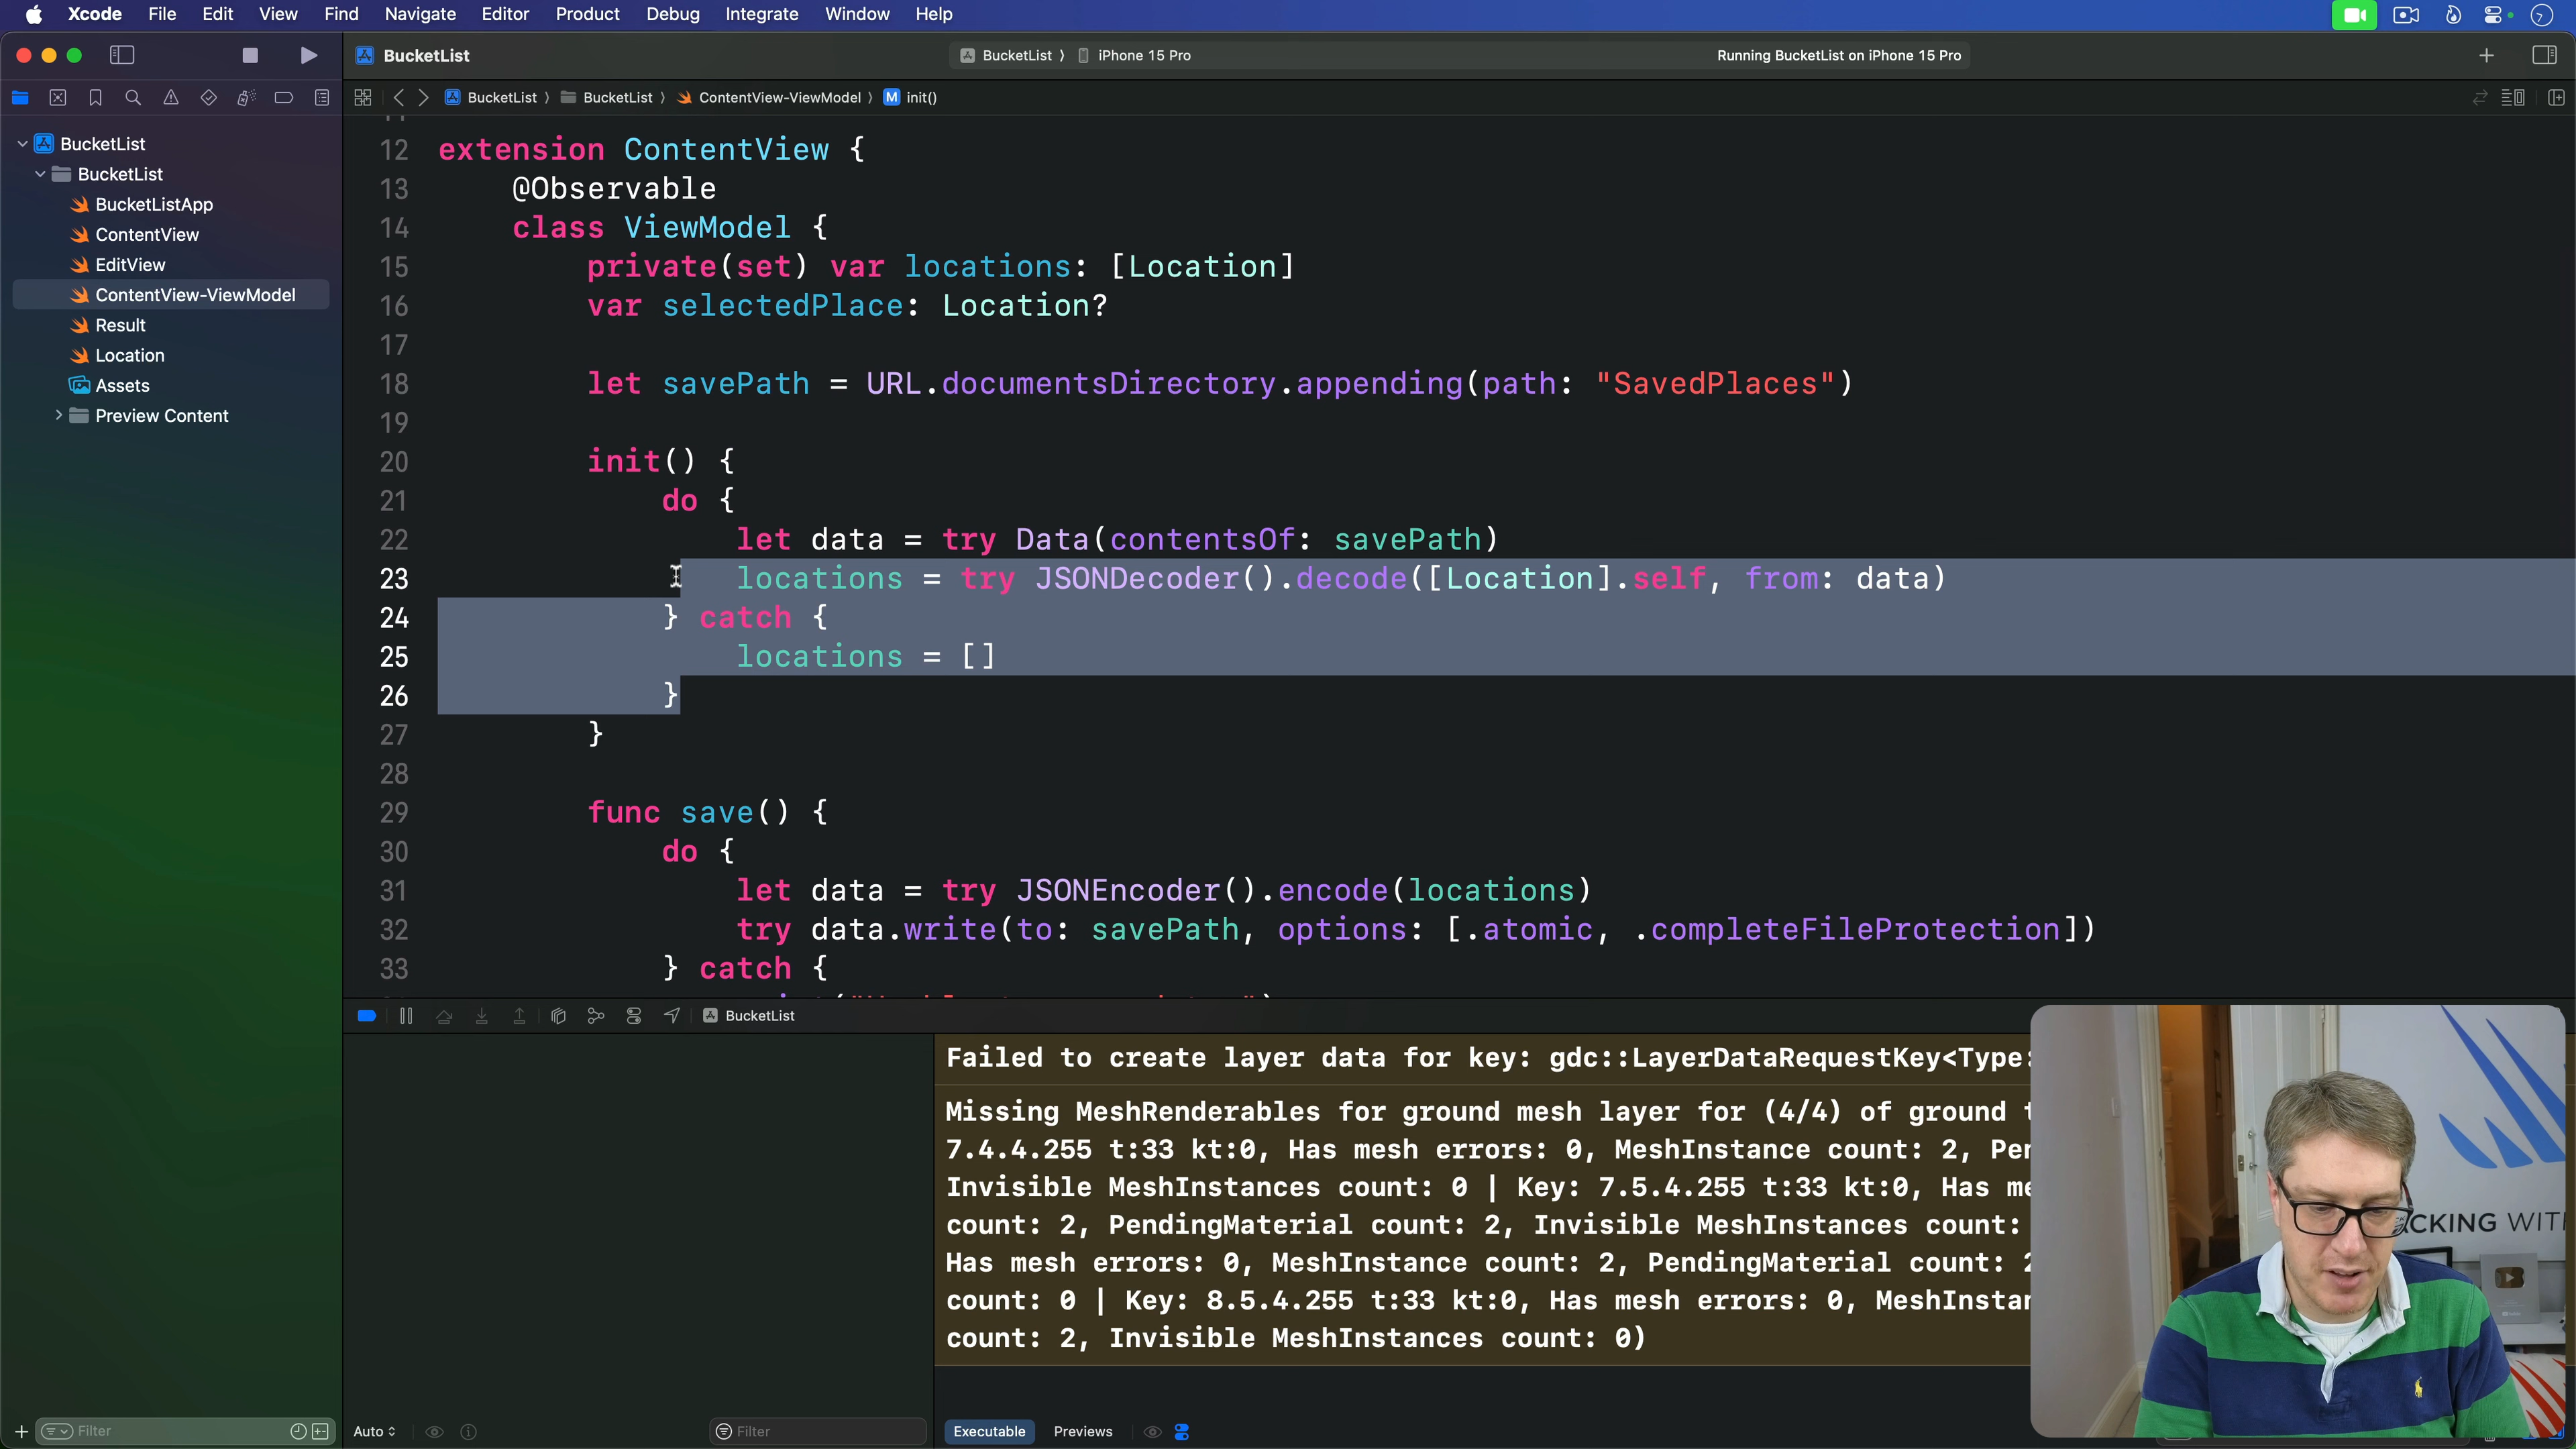 Xcode File Edit View Find Navigate Editor Product Debug Integrate Window Help
BucketList
BucketList 〉 iPhone 15 Pro
Running BucketList on iPhone 15 Pro
BucketList 〉 BucketList 〉 ContentView-ViewModel 〉 M init()
BucketList
BucketList
BucketListApp
ContentView
EditView
ContentView-ViewModel
Result
Location
Assets
Preview Content
12 extension ContentView {
13 @Observable
14 class ViewModel {
15 private(set) var locations: [Location]
16 var selectedPlace: Location?
17
18 let savePath = URL.documentsDirectory.appending(path: "SavedPlaces")
19
20 init() {
21 do {
22 let data = try Data(contentsOf: savePath)
23 locations = try JSONDecoder().decode([Location].self, from: data)
24 } catch {
25 locations = []
26 }
27 }
28
29 func save() {
30 do {
31 let data = try JSONEncoder().encode(locations)
32 try data.write(to: savePath, options: [.atomic, .completeFileProtection])
33 } catch {
BucketList
Failed to create layer data for key: gdc::LayerDataRequestKey<Type:
Missing MeshRenderables for ground mesh layer for (4/4) of ground
7.4.4.255 t:33 kt:0, Has mesh errors: 0, MeshInstance count: 2,
Invisible MeshInstances count: 0 | Key: 7.5.4.255 t:33 kt:0, Has
count: 2, PendingMaterial count: 2, Invisible MeshInstances count:
Has mesh errors: 0, MeshInstance count: 2, PendingMaterial count:
count: 0 | Key: 8.5.4.255 t:33 kt:0, Has mesh errors: 0,
count: 2, Invisible MeshInstances count: 0)
ACKING WITH
Filter
Auto
Filter
Executable Previews